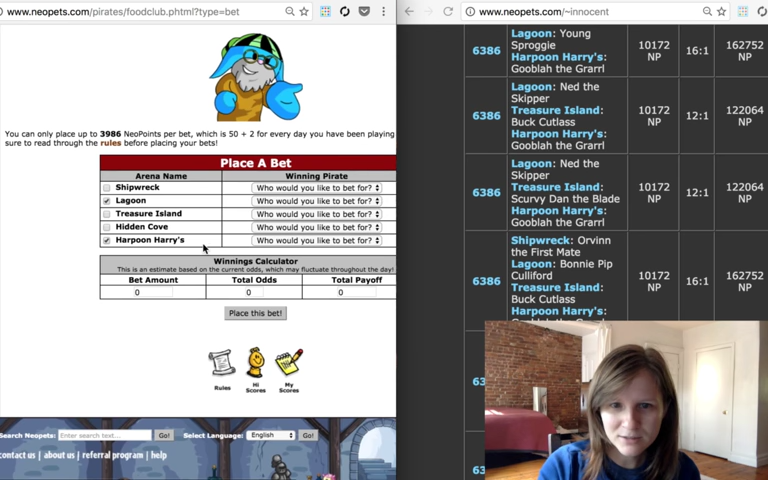 www.neopets.com/pirates/foodclub.phtml?type=bet
You can only place up to 3986 NeoPoints per bet, which is 50 + 2 for every day you have been playing
sure to read through the rules before placing your bets!
Place A Bet
Arena Name Winning Pirate
Shipwreck Who would you like to bet for?
Lagoon Who would you like to bet for?
Treasure Island Who would you like to bet for?
Hidden Cove Who would you like to bet for?
Harpoon Harry's Who would you like to bet for?
Winnings Calculator
This is an estimate based on the current odds, which may fluctuate throughout the day!
Bet Amount Total Odds Total Payoff
0 0 0
Place this bet!
Rules Hi Scores My Scores
Search Neopets: Enter search text... Go! Select Language: English Go!
contact us | about us | referral program | help
www.neopets.com/~innocent
6386 Lagoon: Young Sproggie Harpoon Harry's: Gooblah the Grarrl 10172 NP 16:1 162752 NP
6386 Lagoon: Ned the Skipper Treasure Island: Buck Cutlass Harpoon Harry's: Gooblah the Grarrl 10172 NP 12:1 122064 NP
6386 Lagoon: Ned the Skipper Treasure Island: Scurvy Dan the Blade Harpoon Harry's: Gooblah the Grarrl 10172 NP 12:1 122064 NP
6386 Shipwreck: Orvinn the First Mate Lagoon: Bonnie Pip Culliford Treasure Island: Buck Cutlass Harpoon Harry's: 10172 NP 16:1 162752 NP
63
63